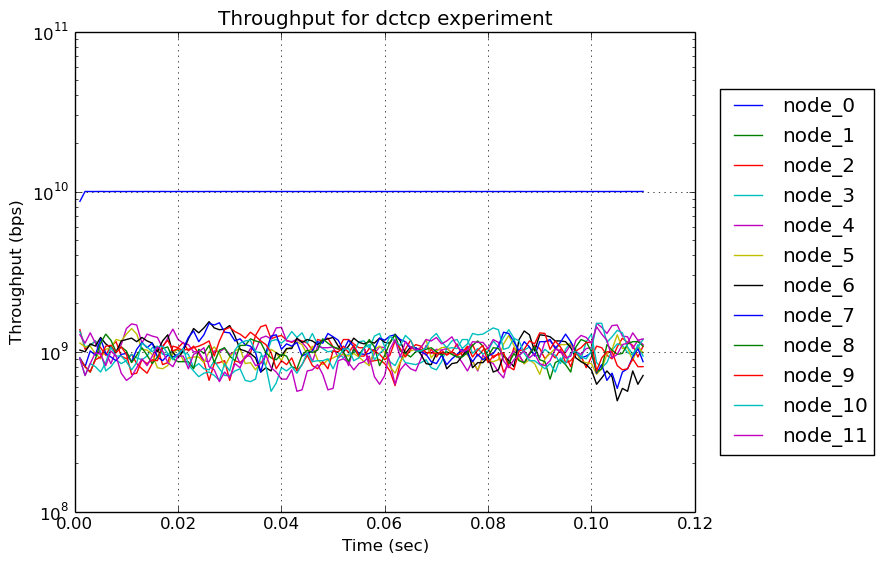 Throughput for dctcp experiment
Throughput (bps)
10^11
10^10
10^9
10^8
0.00 0.02 0.04 0.06 0.08 0.10 0.12
Time (sec)
node_0
node_1
node_2
node_3
node_4
node_5
node_6
node_7
node_8
node_9
node_10
node_11